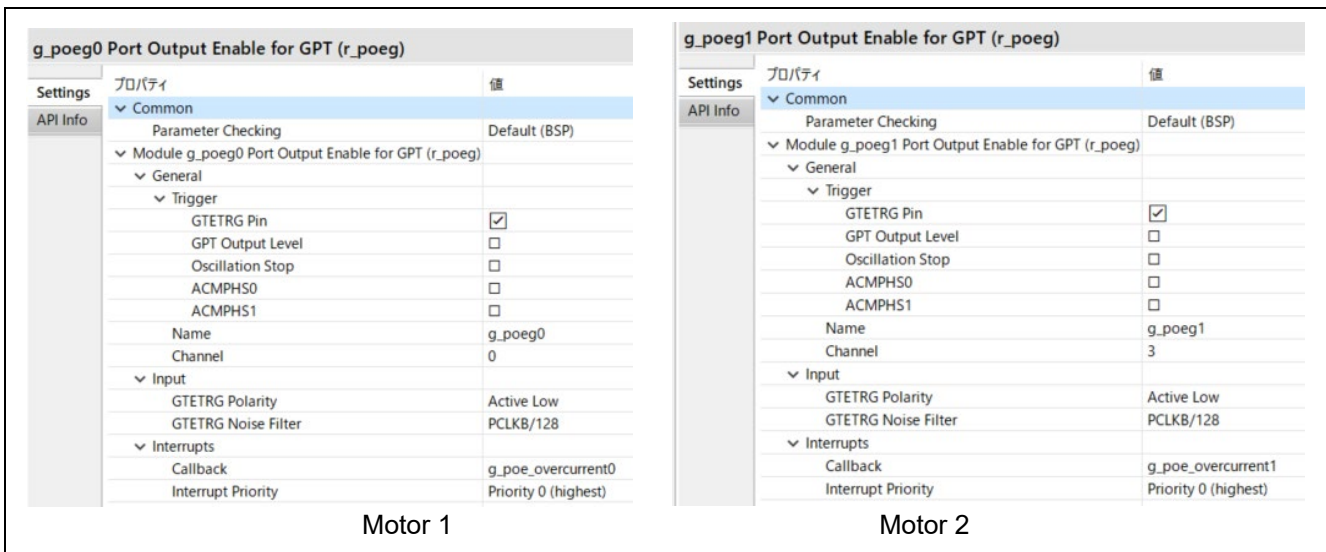 g_poeg0 Port Output Enable for GPT (r_poeg)
Settings
API Info
プロパティ 値
Common
Parameter Checking Default (BSP)
Module g_poeg0 Port Output Enable for GPT (r_poeg)
General
Trigger
GTETRG Pin
GPT Output Level
Oscillation Stop
ACMPHS0
ACMPHS1
Name g_poeg0
Channel 0
Input
GTETRG Polarity Active Low
GTETRG Noise Filter PCLKB/128
Interrupts
Callback g_poe_overcurrent0
Interrupt Priority Priority 0 (highest)
Motor 1
g_poeg1 Port Output Enable for GPT (r_poeg)
Settings
API Info
プロパティ 値
Common
Parameter Checking Default (BSP)
Module g_poeg1 Port Output Enable for GPT (r_poeg)
General
Trigger
GTETRG Pin
GPT Output Level
Oscillation Stop
ACMPHS0
ACMPHS1
Name g_poeg1
Channel 3
Input
GTETRG Polarity Active Low
GTETRG Noise Filter PCLKB/128
Interrupts
Callback g_poe_overcurrent1
Interrupt Priority Priority 0 (highest)
Motor 2